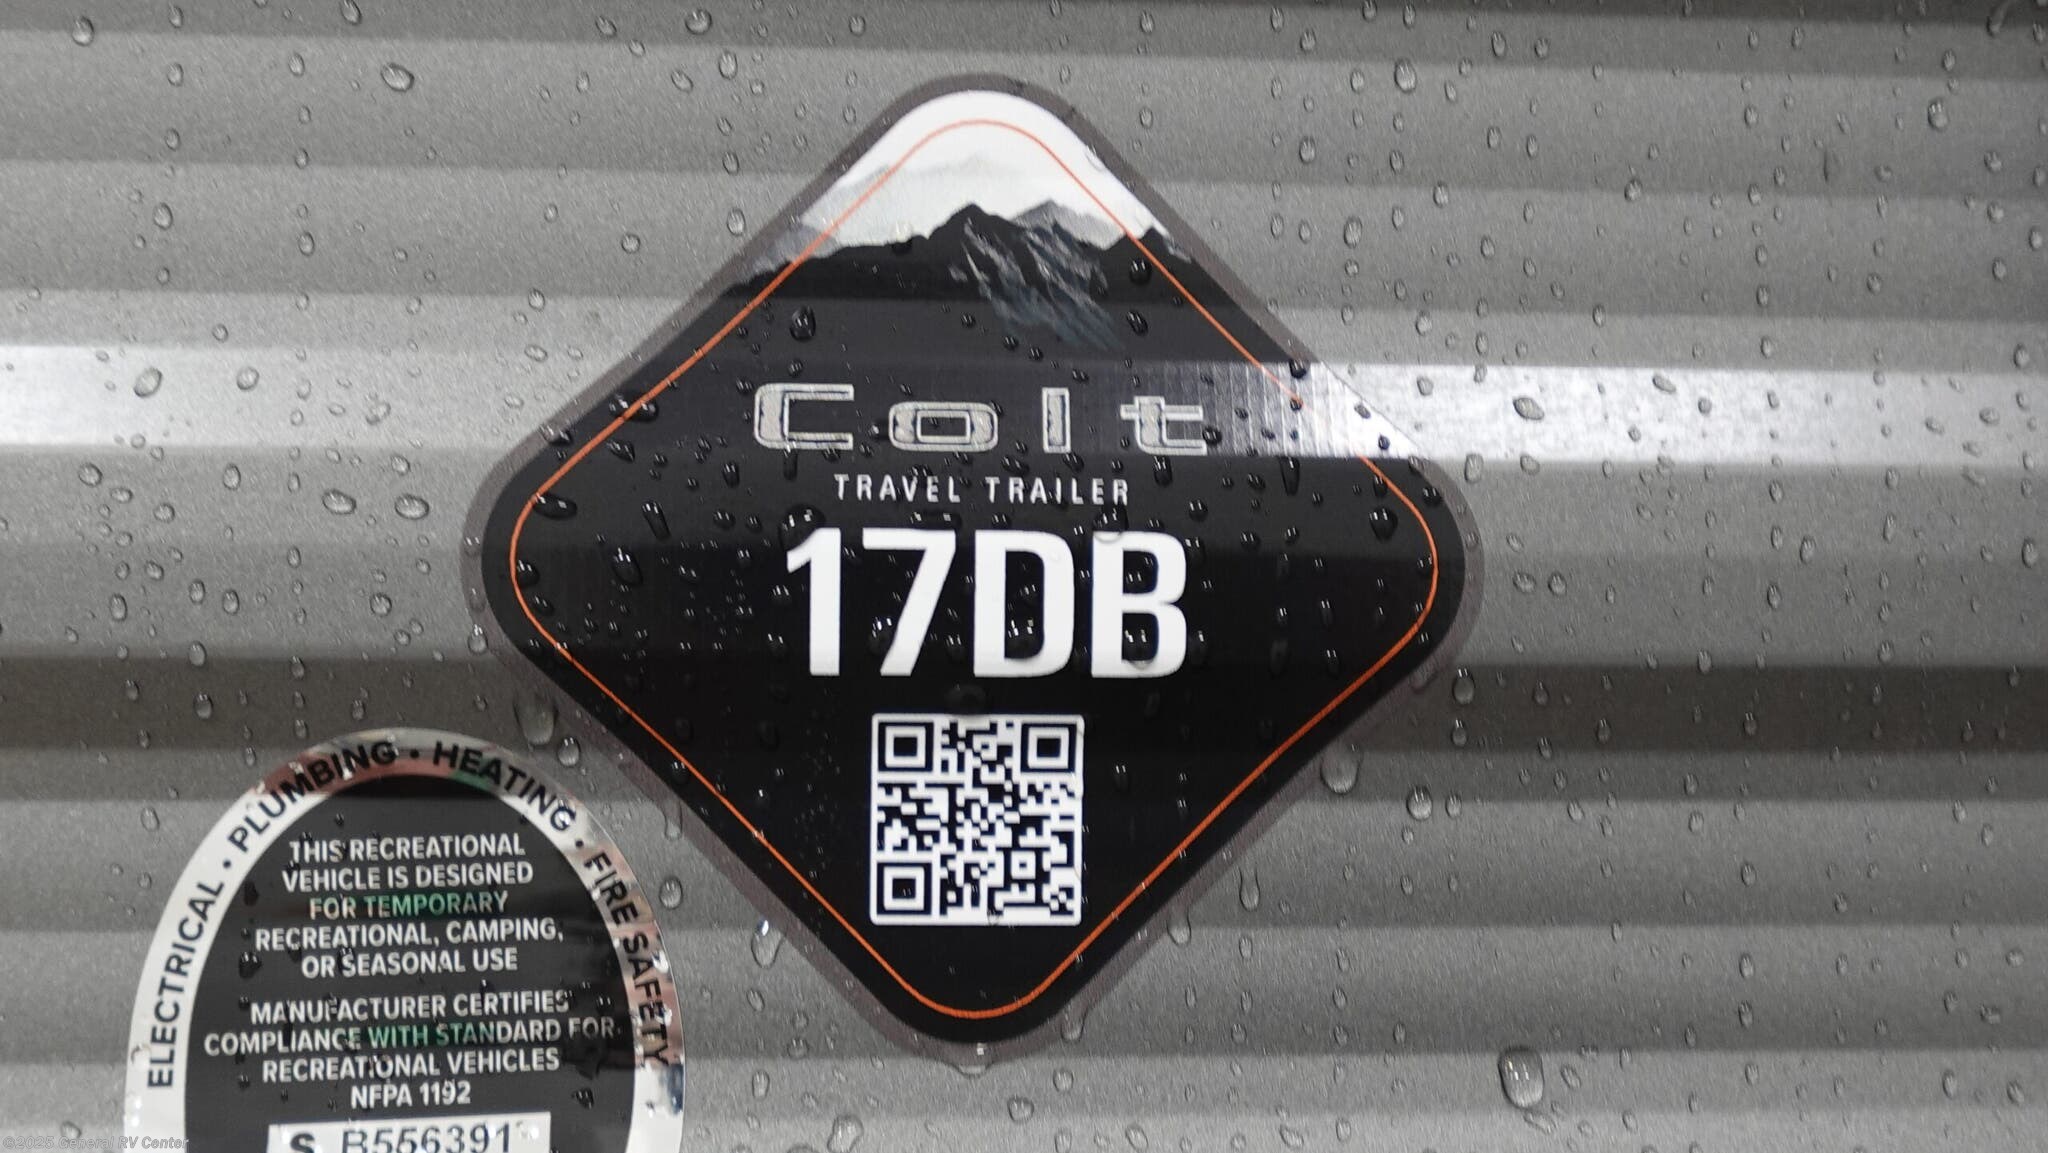 Colt
TRAVEL TRAILER
17DB
ELECTRICAL • PLUMBING • HEATING • FIRE SAFETY
THIS RECREATIONAL
VEHICLE IS DESIGNED
FOR TEMPORARY
RECREATIONAL, CAMPING,
OR SEASONAL USE
MANUFACTURER CERTIFIES
COMPLIANCE WITH STANDARD FOR
RECREATIONAL VEHICLES
NFPA 1192
S B556391
©2025 General RV Center